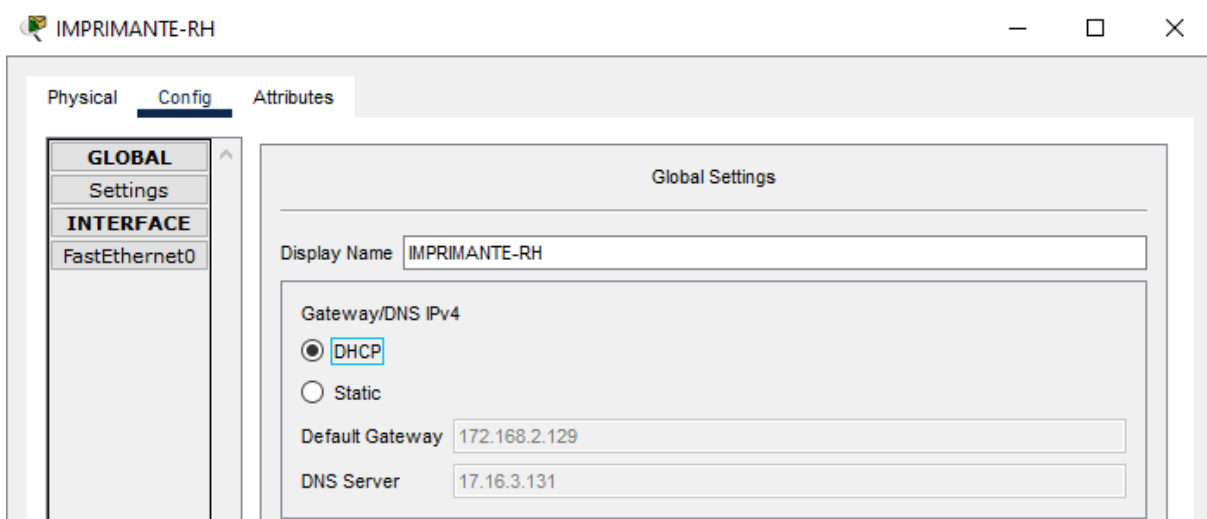 IMPRIMANTE-RH
Physical Config Attributes
GLOBAL
Settings
INTERFACE
FastEthernet0
Global Settings
Display Name IMPRIMANTE-RH
Gateway/DNS IPv4
DHCP
Static
Default Gateway 172.168.2.129
DNS Server 17.16.3.131